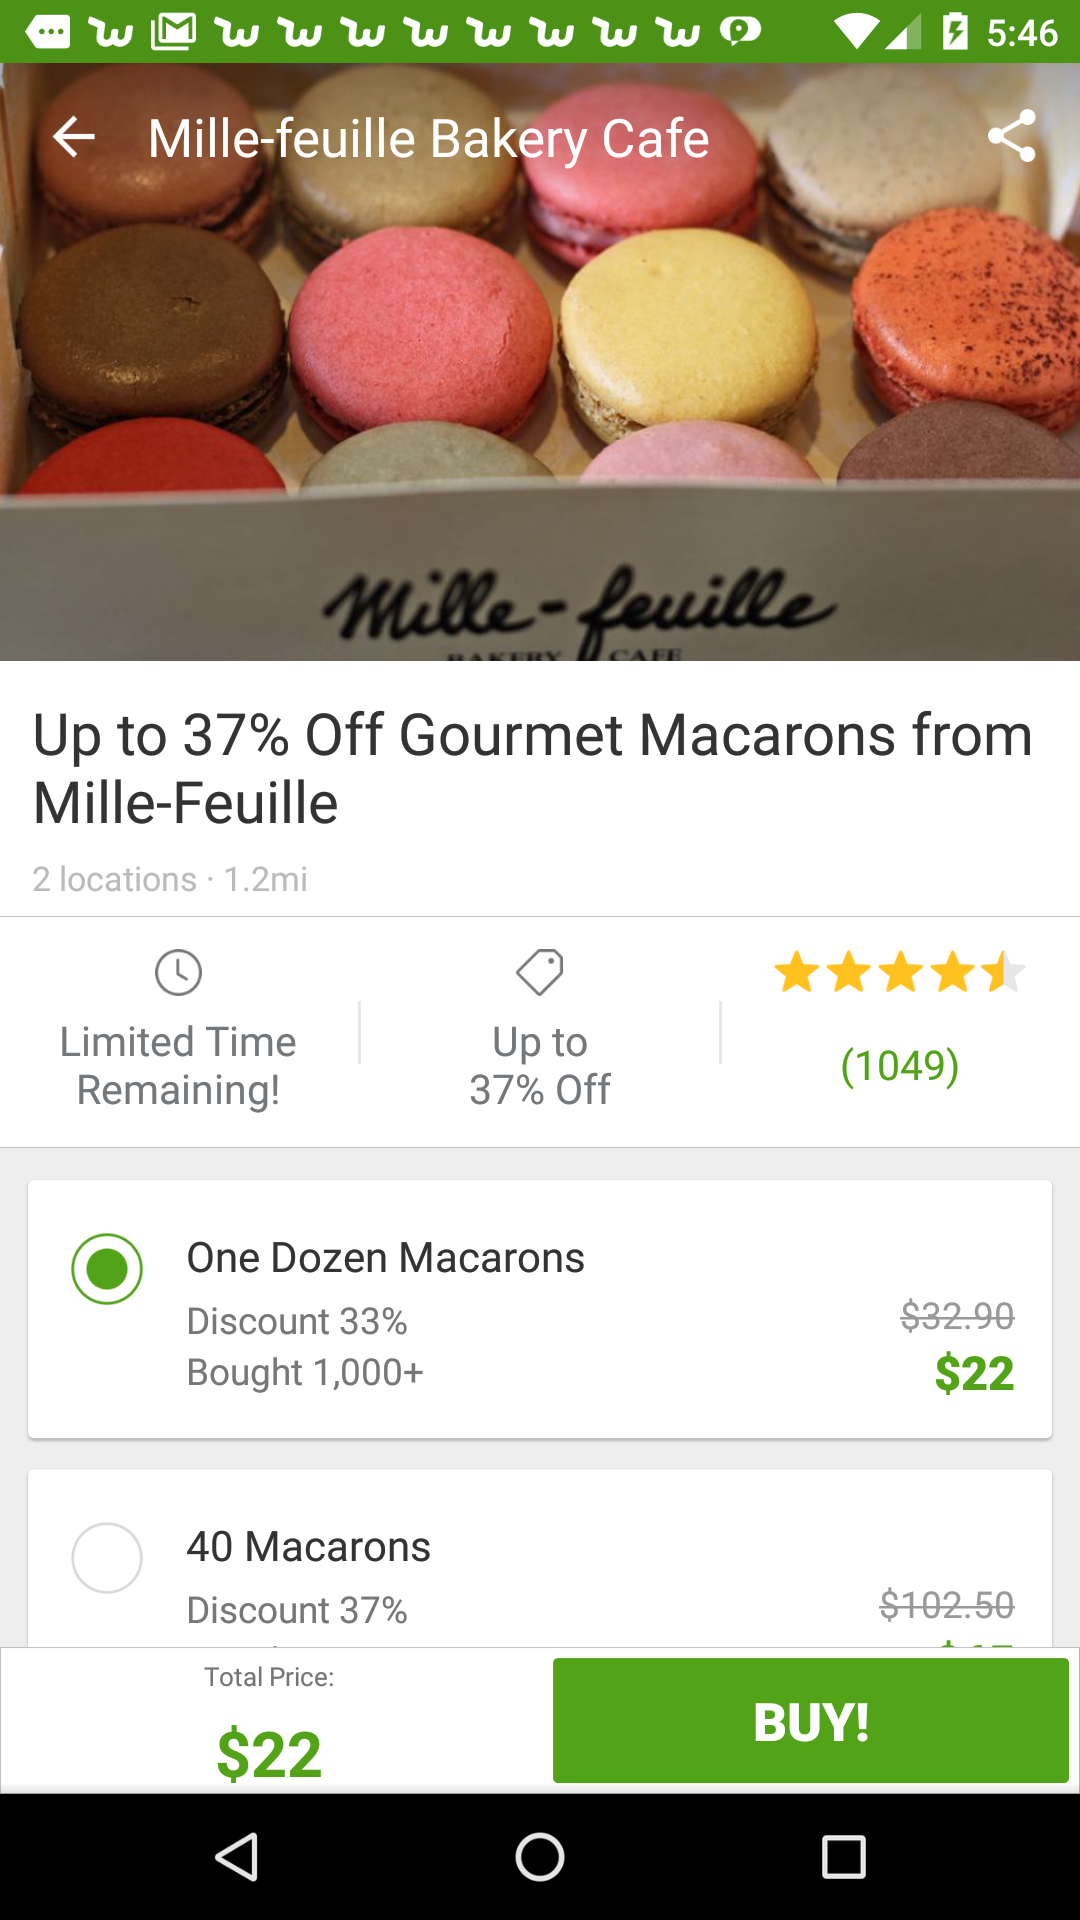 5:46
Mille-feuille Bakery Cafe
Mille-feuille
BAKERY CAFE
Up to 37% Off Gourmet Macarons from
Mille-Feuille
2 locations · 1.2mi
Limited Time
Remaining!
Up to
37% Off
(1049)
One Dozen Macarons
Discount 33%
$32.90
Bought 1,000+
$22
40 Macarons
Discount 37%
$102.50
Total Price:
$22
BUY!